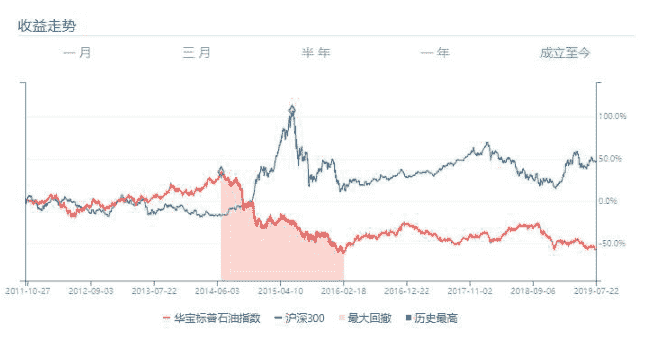 收益走势
一 月 三 月 半 年 一 年 成立至今
100.0%
50.0%
0.0%
-50.0%
2011-10-27 2012-09-03 2013-07-22 2014-06-03 2015-04-10 2016-02-18 2016-12-22 2017-11-02 2018-09-06 2019-07-22
华宝标普石油指数 沪深300 最大回撤 历史最高